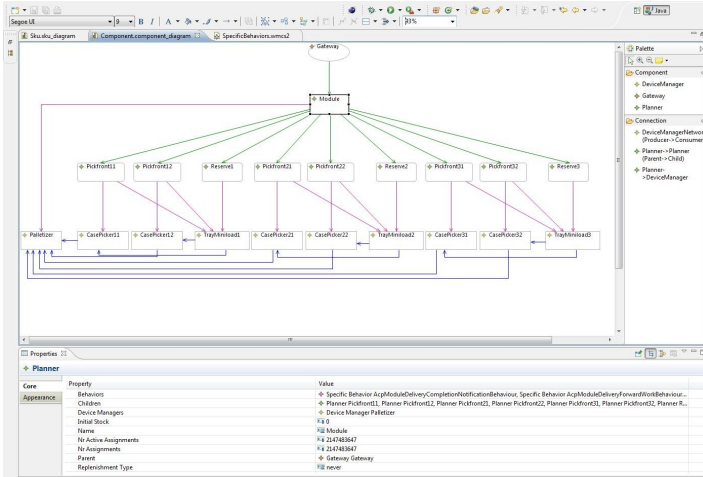 Segoe UI 9 B I A 93% Java
Sku.sku_diagram Component.component_diagram SpecificBehaviors.wmcs2
Gateway
Module
Pickfront11 Pickfront12 Reserve1 Pickfront21 Pickfront22 Reserve2 Pickfront31 Pickfront32 Reserve3
Palletizer CasePicker11 CasePicker12 TrayMiniload1 CasePicker21 CasePicker22 TrayMiniload2 CasePicker31 CasePicker32 TrayMiniload3
Palette
Component
DeviceManager
Gateway
Planner
Connection
DeviceManagerNetwor
(Producer->Consumer
Planner->Planner
(Parent->Child)
Planner-
>DeviceManager
Properties
Planner
Core
Appearance
Property Value
Behaviors Specific Behavior AcpModuleDeliveryCompletionNotificationBehaviour, Specific Behavior AcpModuleDeliveryForwardWorkBehaviour...
Children Planner Pickfront11, Planner Pickfront12, Planner Pickfront21, Planner Pickfront22, Planner Pickfront31, Planner Pickfront32, Planner R...
Device Managers Device Manager Palletizer
Initial Stock 0
Name Module
Nr Active Assignments 2147483647
Nr Assignments 2147483647
Parent Gateway Gateway
Replenishment Type never